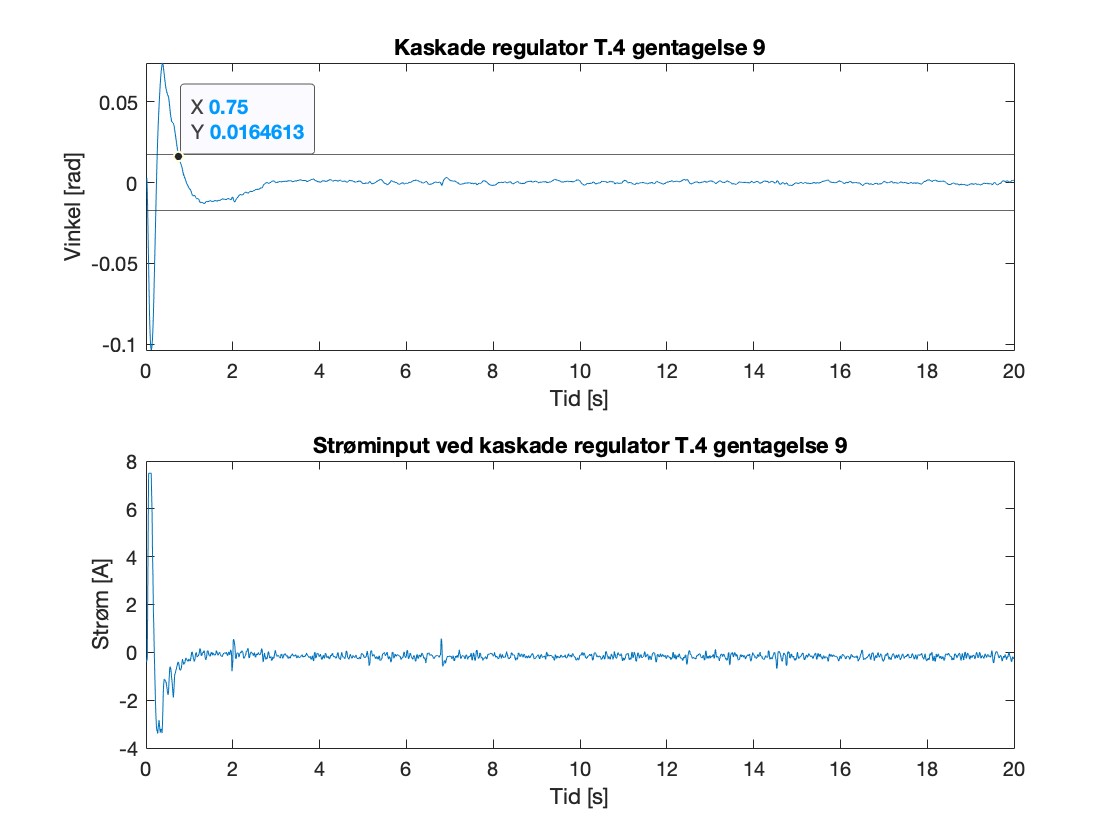 Kaskade regulator T.4 gentagelse 9
0.05
X 0.75
Y 0.0164613
0
-0.05
-0.1
Vinkel [rad]
0 2 4 6 8 10 12 14 16 18 20
Tid [s]
Strøminput ved kaskade regulator T.4 gentagelse 9
8
6
4
2
0
-2
-4
Strøm [A]
0 2 4 6 8 10 12 14 16 18 20
Tid [s]